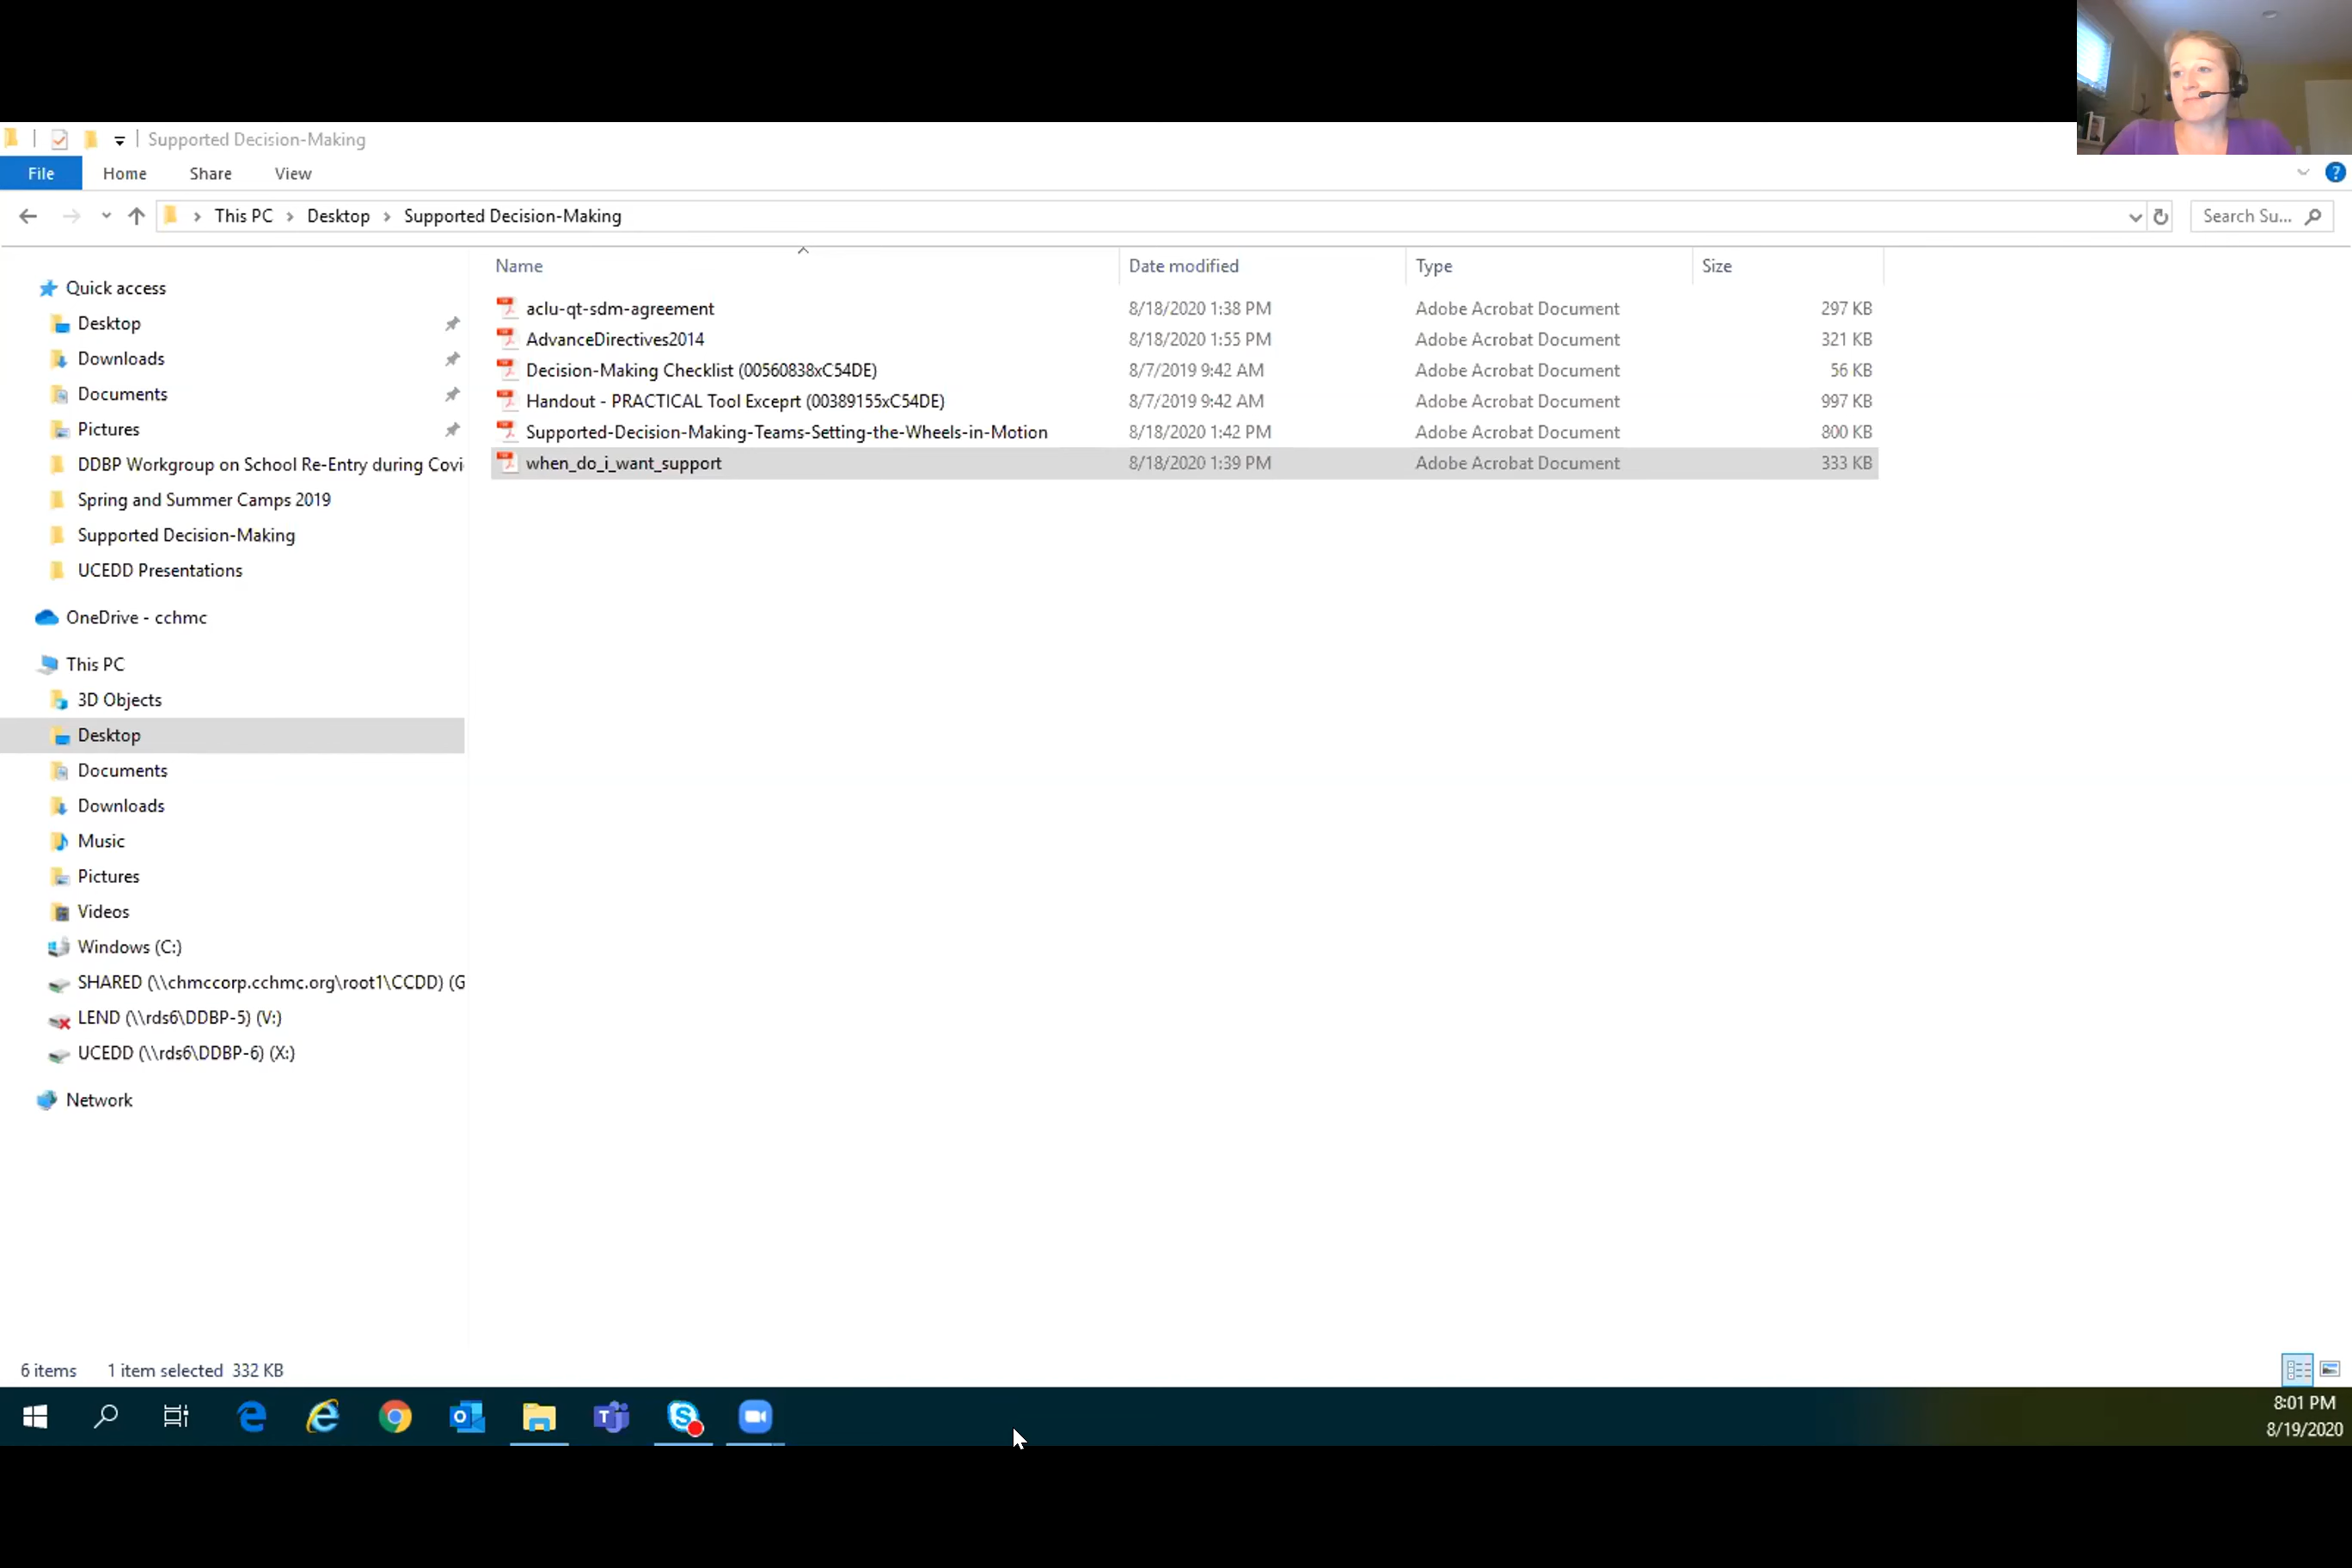 Supported Decision-Making
File Home Share View
This PC Desktop Supported Decision-Making Search Su...
Name Date modified Type Size
Quick access
Desktop
Downloads
Documents
Pictures
DDBP Workgroup on School Re-Entry during Covi
Spring and Summer Camps 2019
Supported Decision-Making
UCEDD Presentations
OneDrive - cchmc
This PC
3D Objects
Desktop
Documents
Downloads
Music
Pictures
Videos
Windows (C:)
SHARED (\\chmccorp.cchmc.org\root1\CCDD) (G
LEND (\\rds6\DDBP-5) (V:)
UCEDD (\\rds6\DDBP-6) (X:)
Network
aclu-qt-sdm-agreement 8/18/2020 1:38 PM Adobe Acrobat Document 297 KB
AdvanceDirectives2014 8/18/2020 1:55 PM Adobe Acrobat Document 321 KB
Decision-Making Checklist (00560838xC54DE) 8/7/2019 9:42 AM Adobe Acrobat Document 56 KB
Handout - PRACTICAL Tool Exceprt (00389155xC54DE) 8/7/2019 9:42 AM Adobe Acrobat Document 997 KB
Supported-Decision-Making-Teams-Setting-the-Wheels-in-Motion 8/18/2020 1:42 PM Adobe Acrobat Document 800 KB
when_do_i_want_support 8/18/2020 1:39 PM Adobe Acrobat Document 333 KB
6 items 1 item selected 332 KB
8:01 PM
8/19/2020